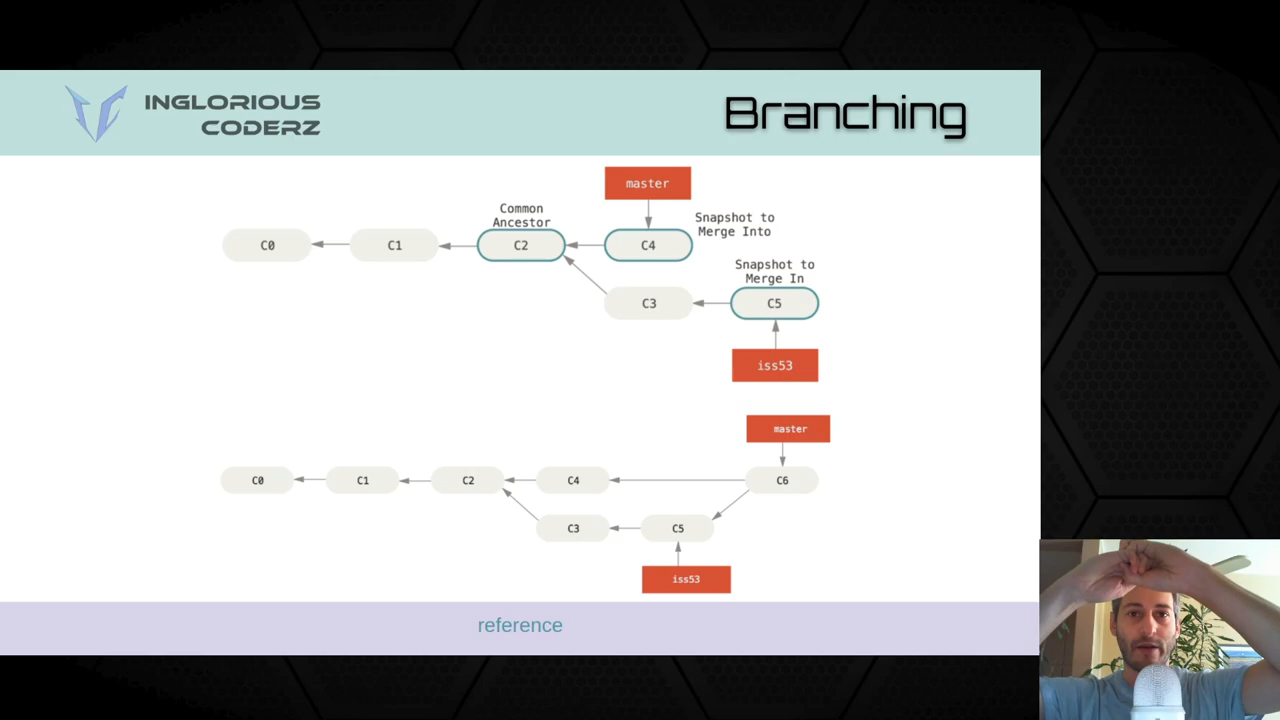 INGLORIOUS
CODERZ
Branching
master
Common
Ancestor
Snapshot to
Merge Into
C0
C1
C2
C4
Snapshot to
Merge In
C3
C5
iss53
master
C0
C1
C2
C4
C6
C3
C5
iss53
reference